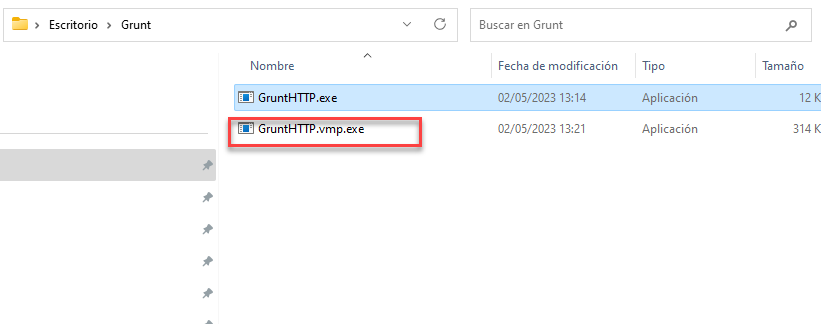 Escritorio > Grunt
Buscar en Grunt
Nombre Fecha de modificación Tipo Tamaño
GruntHTTP.exe 02/05/2023 13:14 Aplicación 12 K
GruntHTTP.vmp.exe 02/05/2023 13:21 Aplicación 314 K